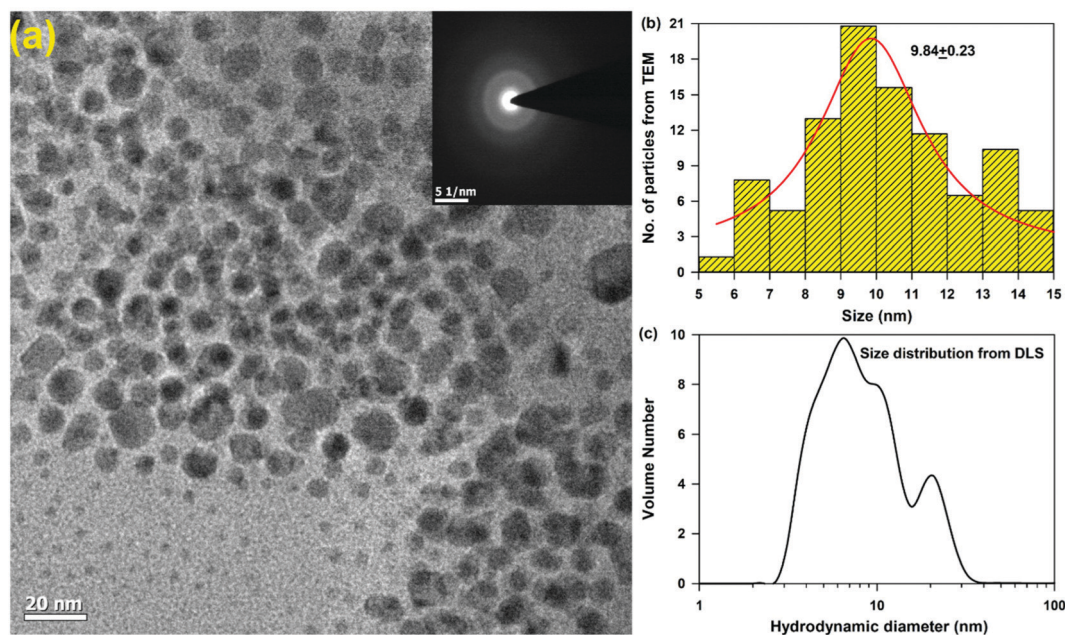 (a)
5 1/nm
20 nm
(b)
No. of particles from TEM
21
18
15
12
9
6
3
0
9.84±0.23
5 6 7 8 9 10 11 12 13 14 15
Size (nm)
(c)
Volume Number
10
8
6
4
2
0
Size distribution from DLS
1 10 100
Hydrodynamic diameter (nm)